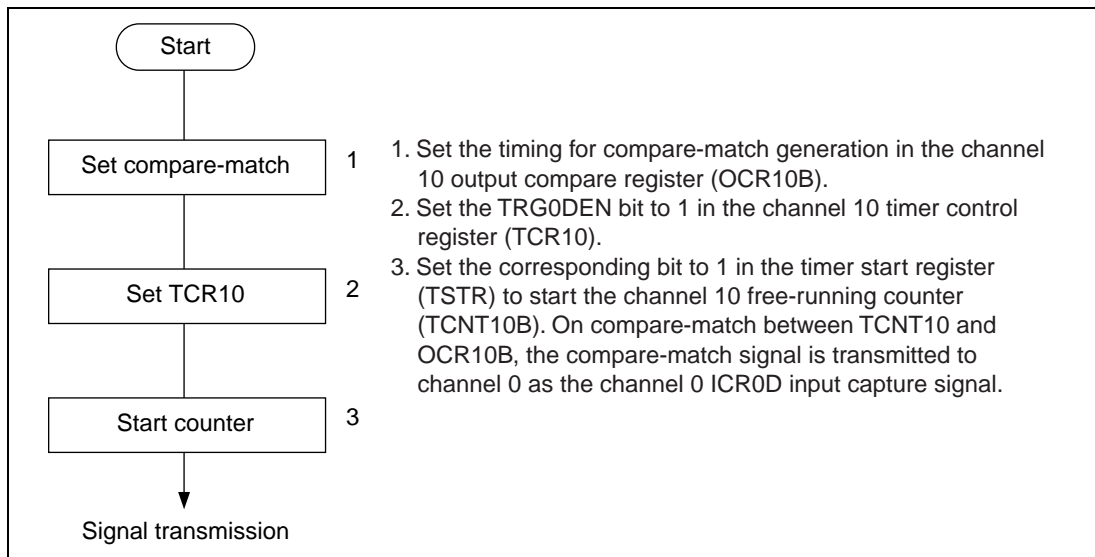 Start
Set compare-match
1
Set TCR10
2
Start counter
3
Signal transmission
1. Set the timing for compare-match generation in the channel
10 output compare register (OCR10B).
2. Set the TRG0DEN bit to 1 in the channel 10 timer control
register (TCR10).
3. Set the corresponding bit to 1 in the timer start register
(TSTR) to start the channel 10 free-running counter
(TCNT10B). On compare-match between TCNT10 and
OCR10B, the compare-match signal is transmitted to
channel 0 as the channel 0 ICR0D input capture signal.